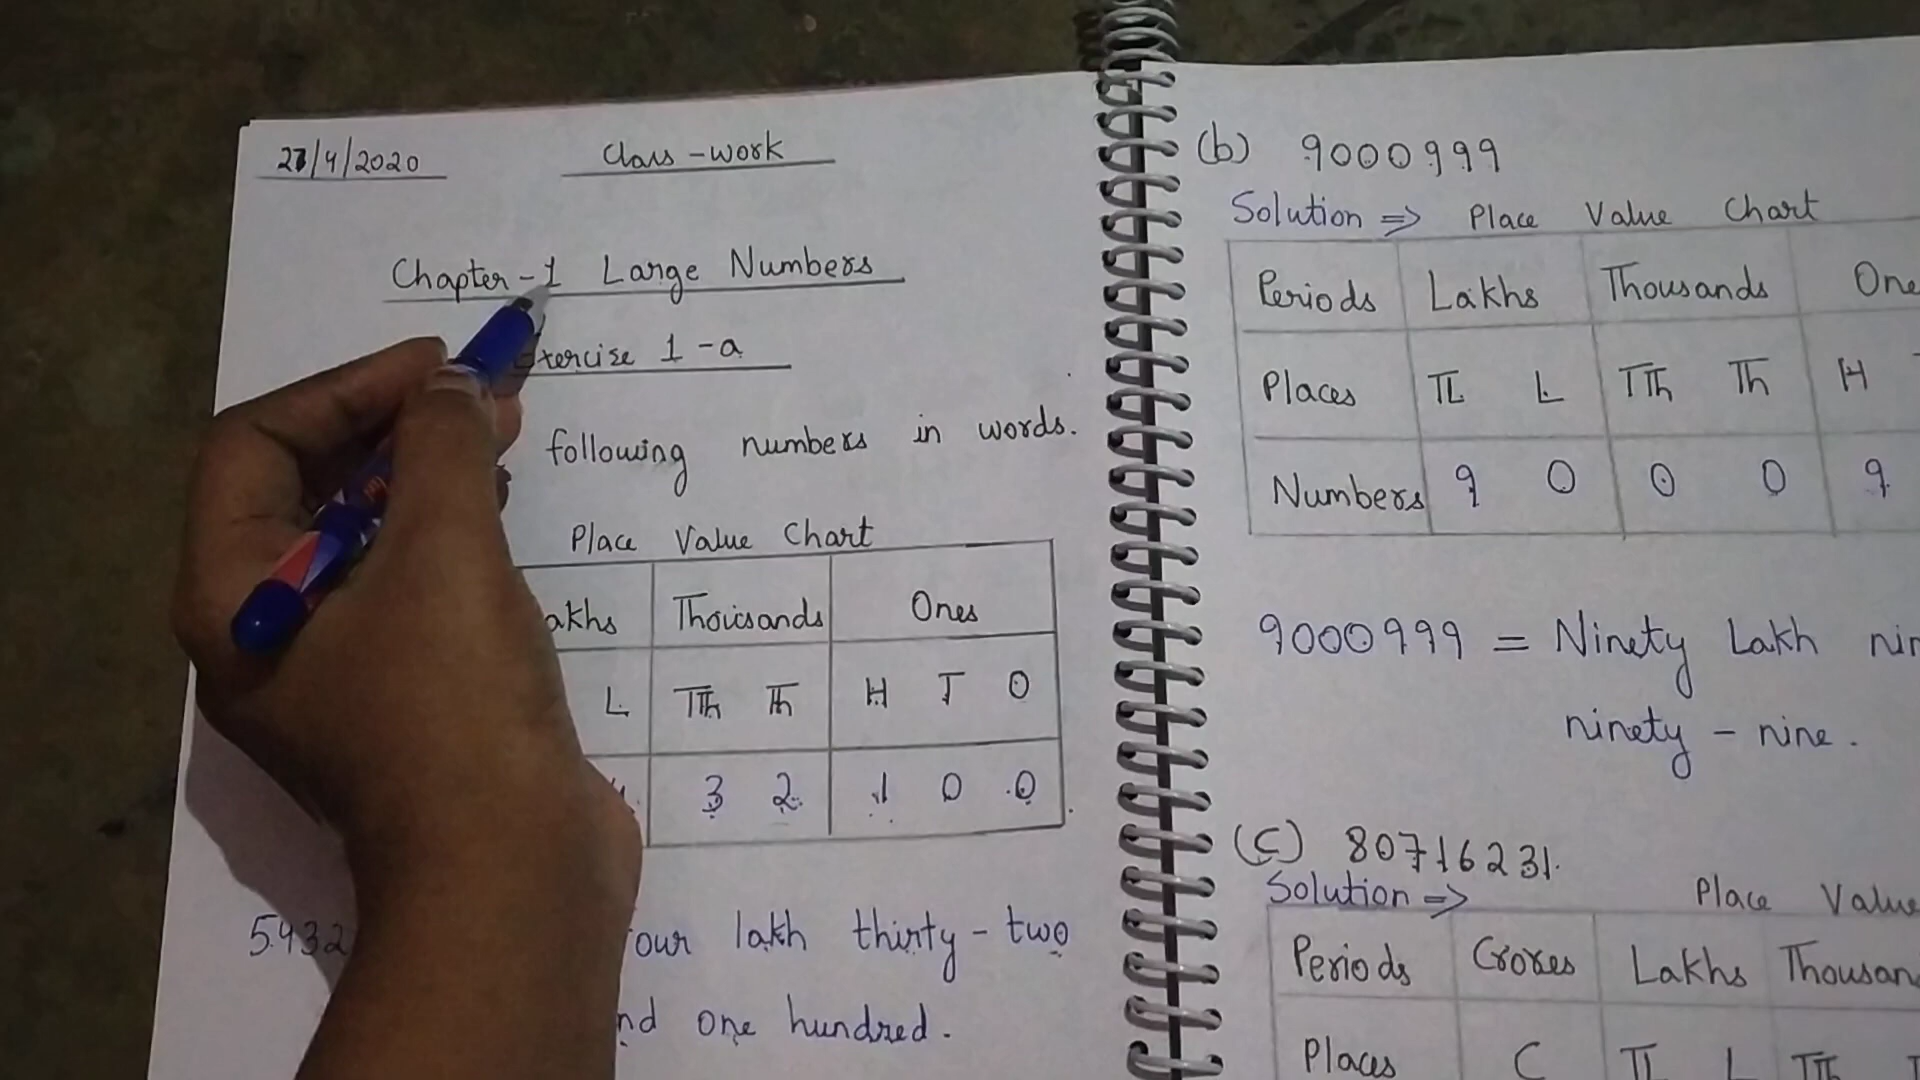 27/4/2020 Class-work
Chapter-1 Large Numbers
Exercise 1-a
following numbers in words.
Place Value Chart
akhs Thousands Ones
L TTh Th H T O
3 2 1 0 0
5432 our lakh thirty-two
nd one hundred.
(b) 9000999
Solution ⇒ Place Value Chart
Periods Lakhs Thousands One
Places TL L TTh Th H
Numbers 9 0 0 0 9
9000999 = Ninety Lakh nin
ninety-nine.
(C) 80716231.
Solution ⇒ Place Value
Periods Crores Lakhs Thousan
Places C TL L TTh